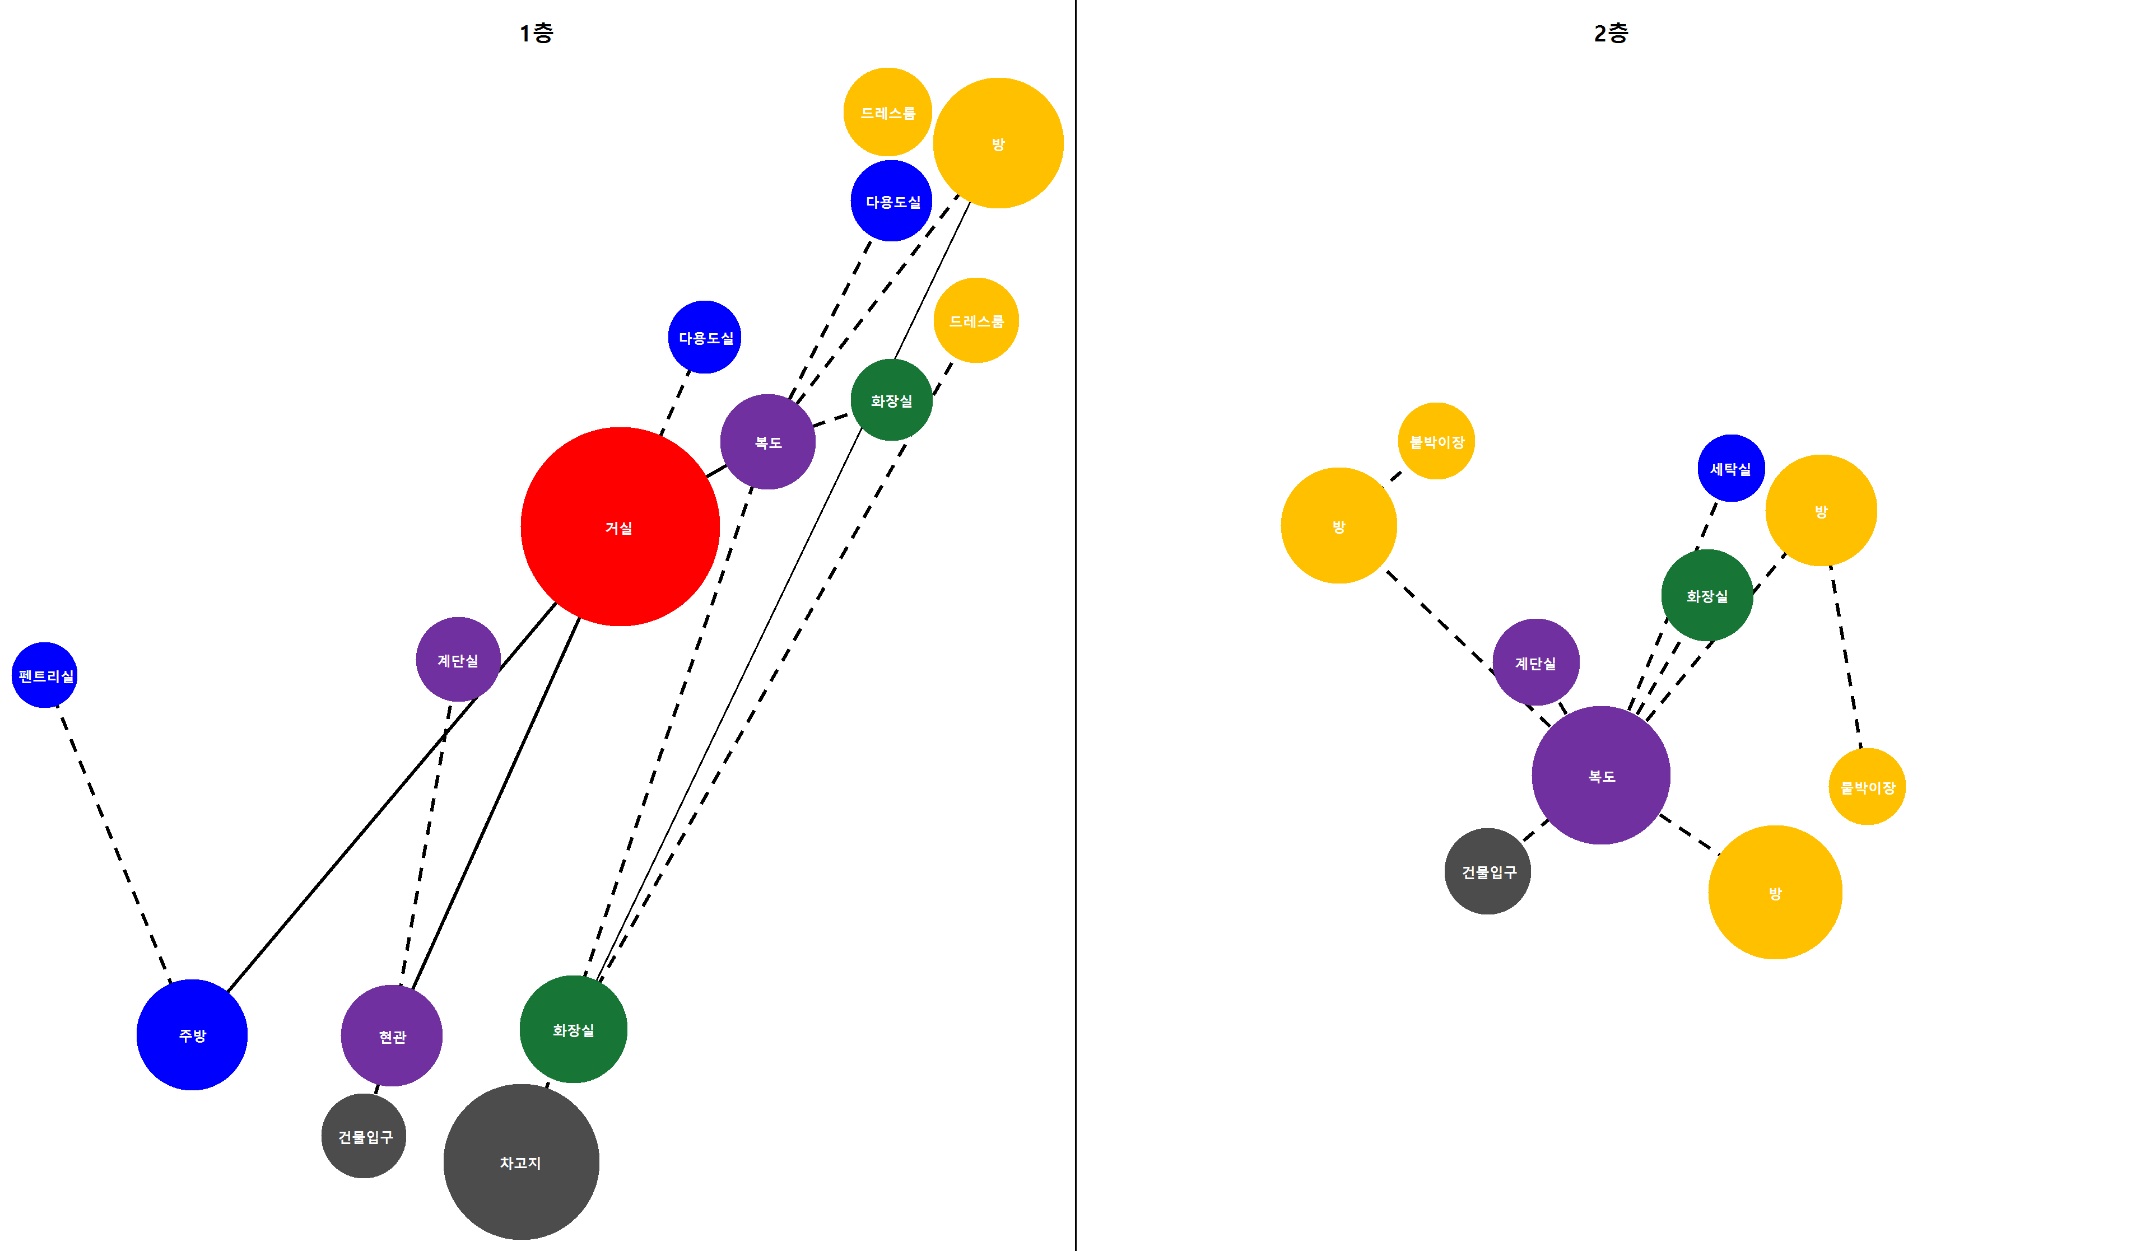 1층
드레스룸
방
다용도실
드레스룸
다용도실
화장실
복도
거실
계단실
펜트리실
주방
현관
화장실
건물입구
차고지
2층
붙박이장
세탁실
방
방
화장실
계단실
복도
붙박이장
건물입구
방